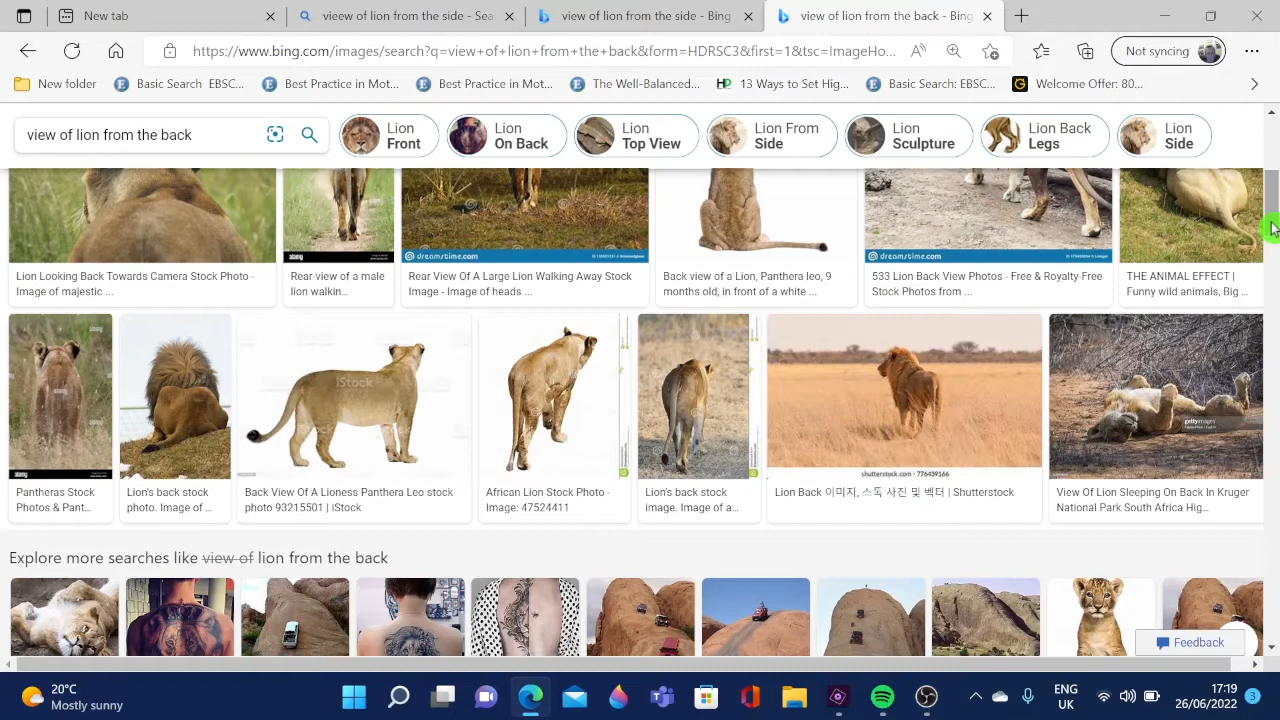 New
view of lion from the side - Sea
view of lion from the side - Bing
view of lion from the back - Bing
https://www.bing.com/images/search?q=view+of+lion+from+the+back&form=HDRSC3&first=1&tsc=ImageHo...
Not syncing
New folder
Basic Search: EBSC...
Best Practice in Mot...
Best Practice in Mot...
The Well-Balanced...
13 Ways to Set Hig...
Basic Search: EBSC...
Welcome Offer: 80...
view of lion from the back
Lion Front
Lion On Back
Lion Top View
Lion From Side
Lion Sculpture
Lion Back Legs
Lion Side
alamy
dreamstime
dreamstime
Lion Looking Back Towards Camera Stock Photo -
Image of majestic ...
Rear view of a male
lion walkin...
Rear View Of A Large Lion Walking Away Stock
Image - Image of heads ...
Back view of a Lion, Panthera leo, 9
months old, in front of a white ...
533 Lion Back View Photos - Free & Royalty-Free
Stock Photos from ...
THE ANIMAL EFFECT |
Funny wild animals, Big ...
alamy
iStock
gettyimages
shutterstock.com · 776439166
Pantheras Stock
Photos & Pant...
Lion's back stock
photo. Image of ...
Back View Of A Lioness Panthera Leo stock
photo 93215501 | iStock
African Lion Stock Photo -
Image: 47524411
Lion's back stock
image. Image of a...
Lion Back 이미지, 스톡 사진 및 벡터 | Shutterstock
View Of Lion Sleeping On Back In Kruger
National Park South Africa Hig...
Explore more searches like view of lion from the back
Feedback
20°C
Mostly sunny
ENG
UK
17:19
26/06/2022
3